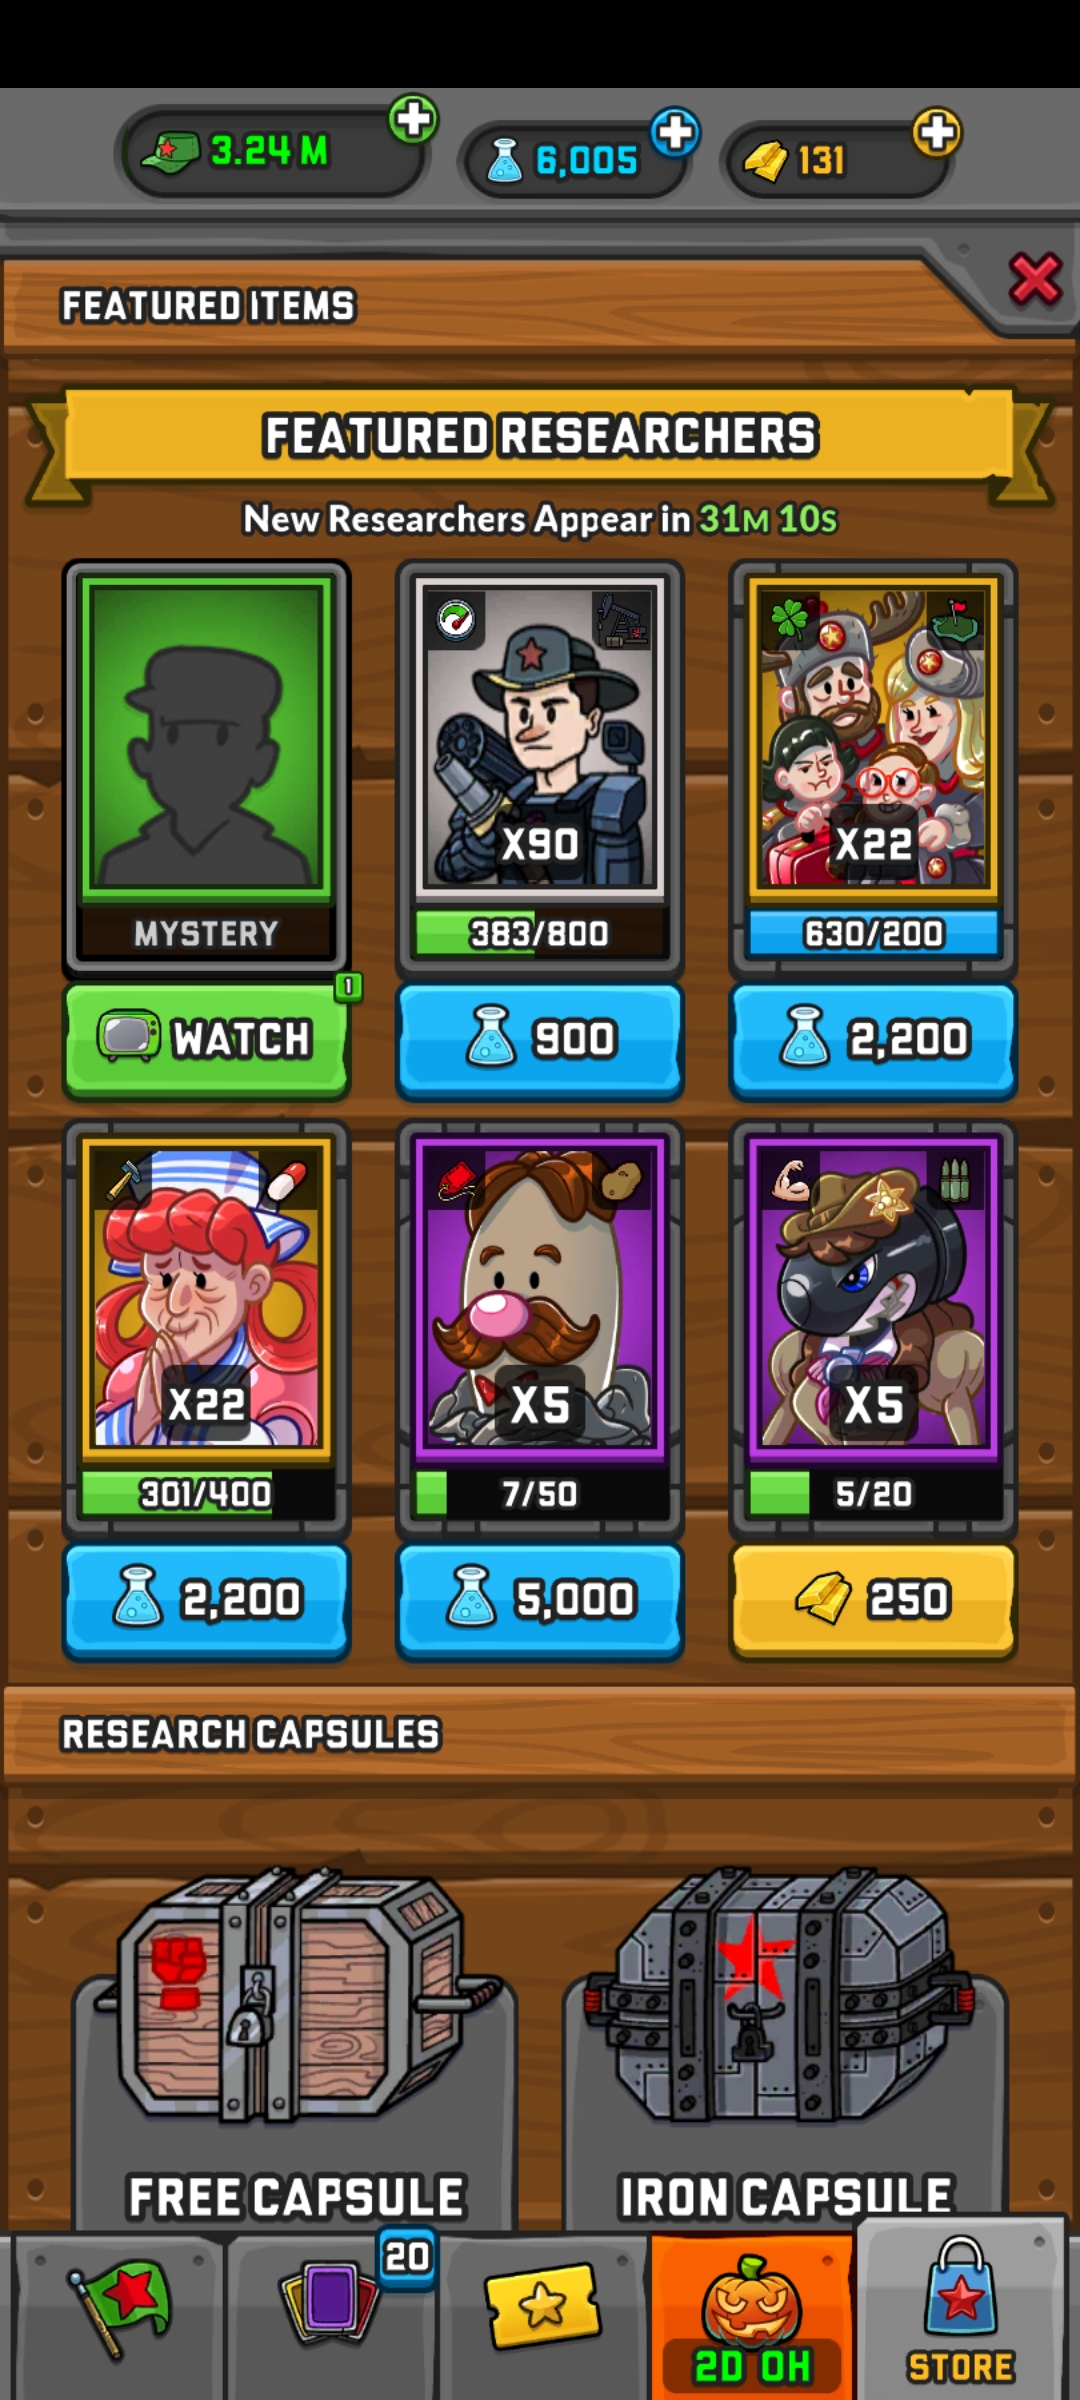 3.24 M
6,005
131
FEATURED ITEMS
FEATURED RESEARCHERS
New Researchers Appear in 31M 10S
X90
X22
MYSTERY
383/800
630/200
1
WATCH
900
2,200
X22
X5
X5
301/400
7/50
5/20
2,200
5,000
250
RESEARCH CAPSULES
FREE CAPSULE
IRON CAPSULE
20
2D 0H
STORE